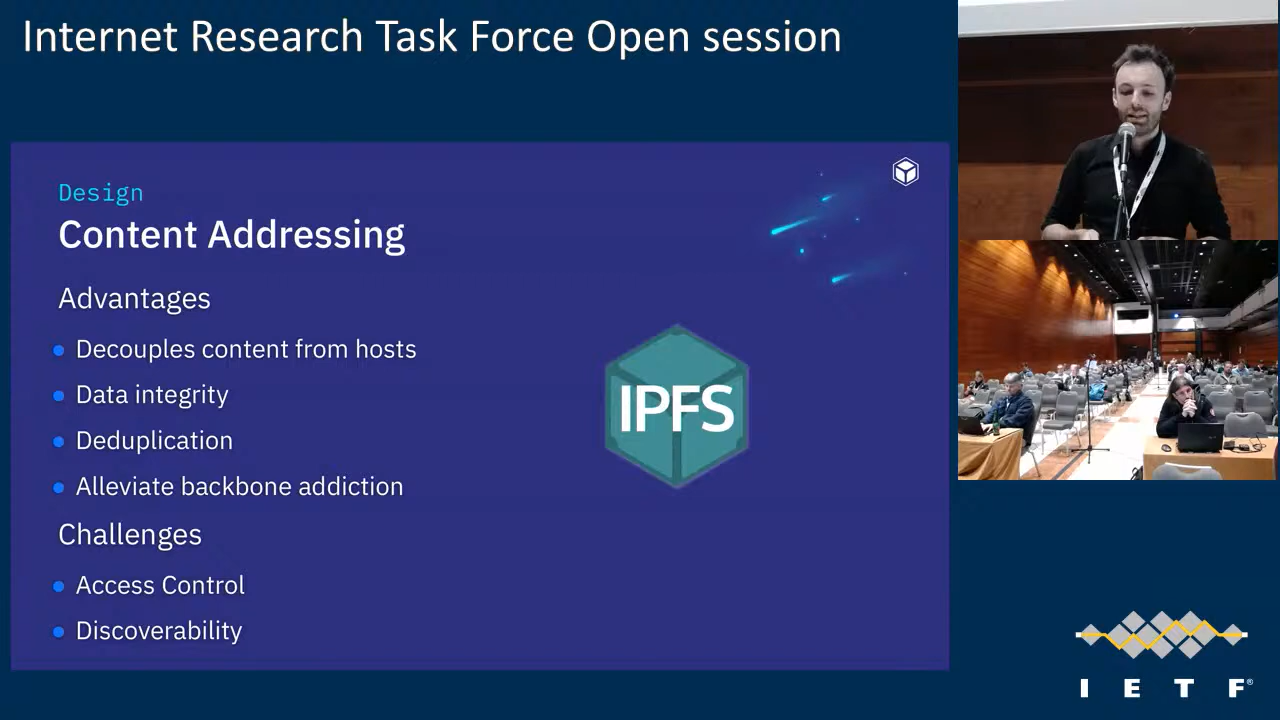 Internet Research Task Force Open session
Design
Content Addressing
Advantages
Decouples content from hosts
Data integrity
Deduplication
Alleviate backbone addiction
Challenges
Access Control
Discoverability
IPFS
I E T F®